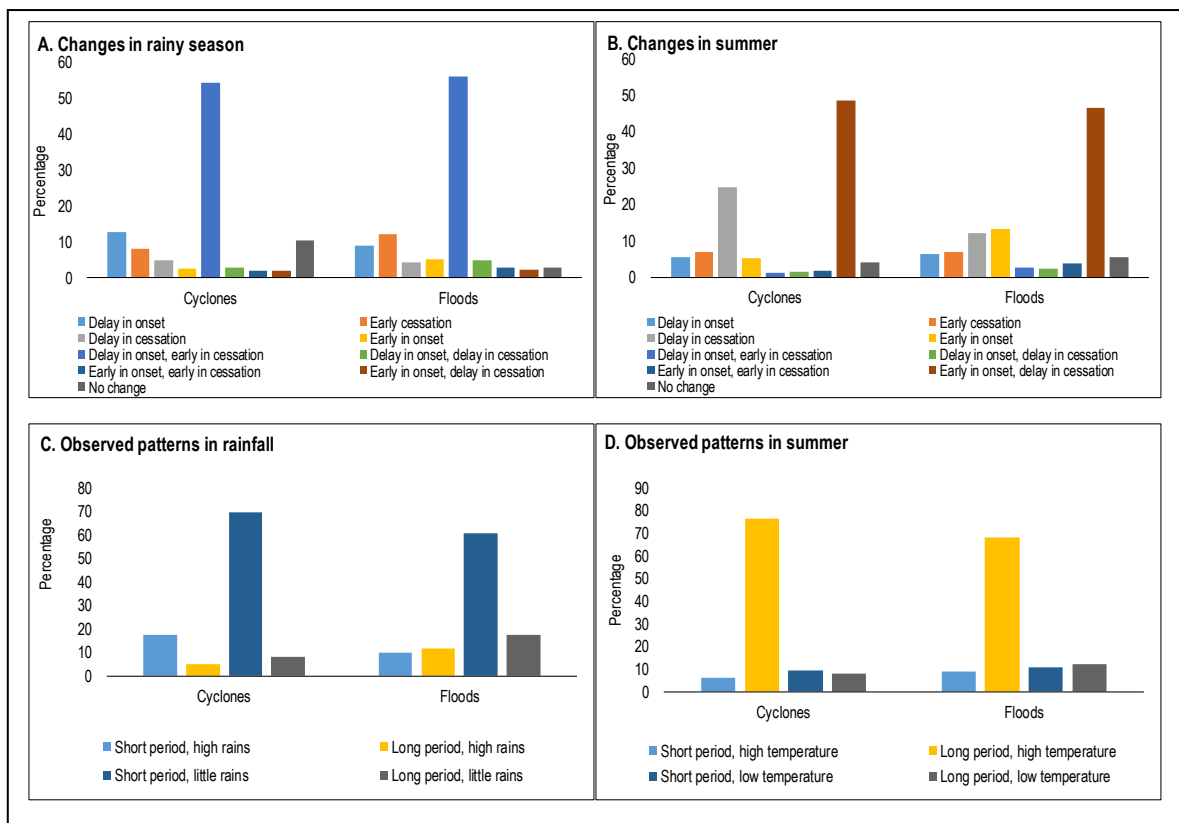 A. Changes in rainy season
60
50
40
30
20
10
0
Percentage
Cyclones Floods
Delay in onset Early cessation
Delay in cessation Early in onset
Delay in onset, early in cessation Delay in onset, delay in cessation
Early in onset, early in cessation Early in onset, delay in cessation
No change
B. Changes in summer
60
50
40
30
20
10
0
Percentage
Cyclones Floods
Delay in onset Early cessation
Delay in cessation Early in onset
Delay in onset, early in cessation Delay in onset, delay in cessation
Early in onset, early in cessation Early in onset, delay in cessation
No change
C. Observed patterns in rainfall
80
70
60
50
40
30
20
10
0
Percentage
Cyclones Floods
Short period, high rains Long period, high rains
Short period, little rains Long period, little rains
D. Observed patterns in summer
90
80
70
60
50
40
30
20
10
0
Percentage
Cyclones Floods
Short period, high temperature Long period, high temperature
Short period, low temperature Long period, low temperature